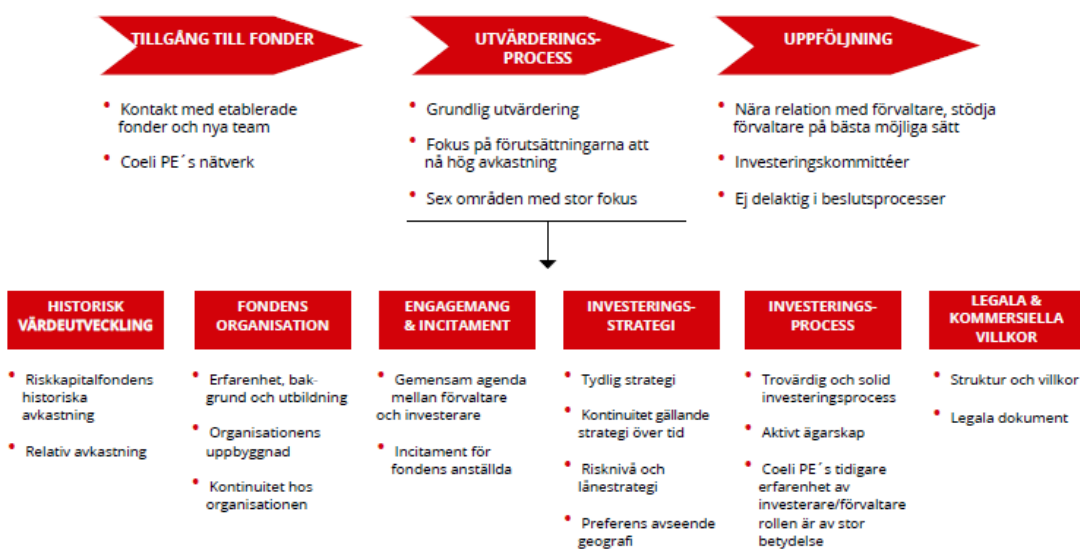 TILLGÅNG TILL FONDER
• Kontakt med etablerade
fonder och nya team
• Coeli PE´s nätverk
UTVÄRDERINGS-
PROCESS
• Grundlig utvärdering
• Fokus på förutsättningarna att
nå hög avkastning
• Sex områden med stor fokus
UPPFÖLJNING
• Nära relation med förvaltare, stödja
förvaltare på bästa möjliga sätt
• Investeringskommittéer
• Ej delaktig i beslutsprocesser
HISTORISK
VÄRDEUTVECKLING
• Riskkapitalfondens
historiska
avkastning
• Relativ avkastning
FONDENS
ORGANISATION
• Erfarenhet, bak-
grund och utbildning
• Organisationens
uppbyggnad
• Kontinuitet hos
organisationen
ENGAGEMANG
& INCITAMENT
• Gemensam agenda
mellan förvaltare
och investerare
• Incitament för
fondens anställda
INVESTERINGS-
STRATEGI
• Tydlig strategi
• Kontinuitet gällande
strategi över tid
• Risknivå och
lånestrategi
• Preferens avseende
geografi
INVESTERINGS-
PROCESS
• Trovärdig och solid
investeringsprocess
• Aktivt ägarskap
• Coeli PE´s tidigare
erfarenhet av
investerare/förvaltare
rollen är av stor
betydelse
LEGALA &
KOMMERSIELLA
VILLKOR
• Struktur och villkor
• Legala dokument